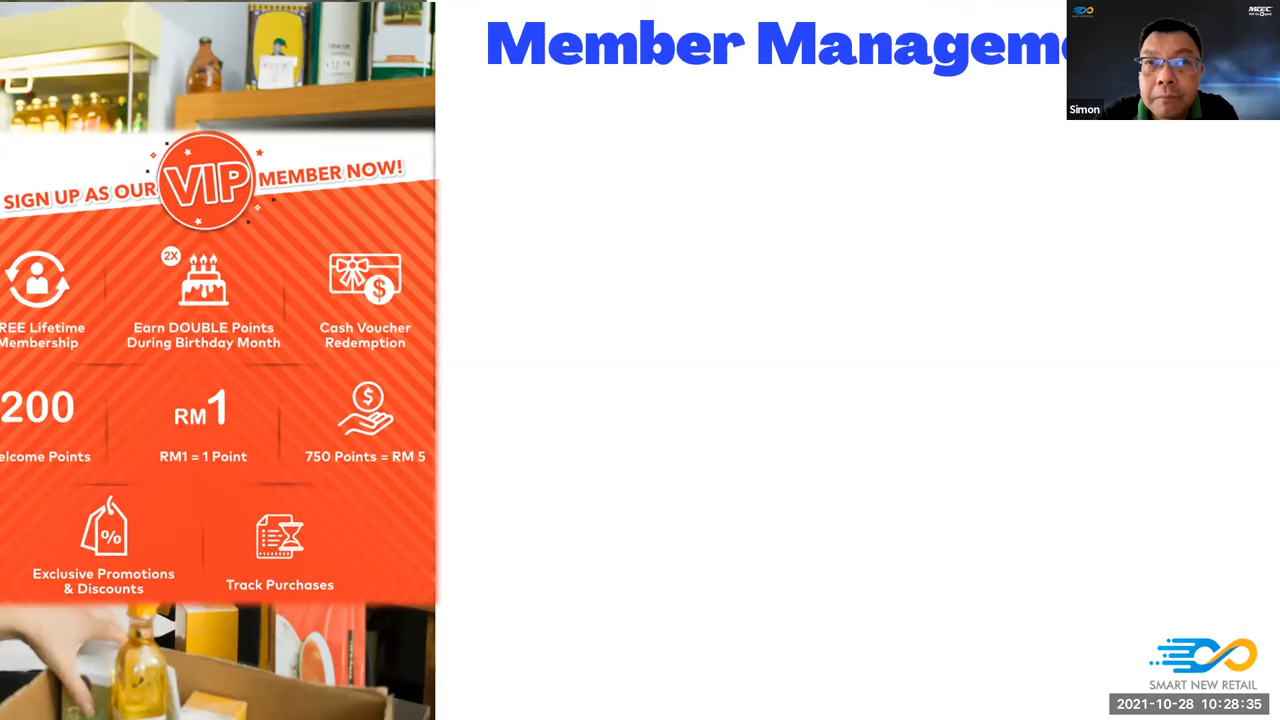 Member Managem
Simon
SIGN UP AS OUR VIP MEMBER NOW!
REE Lifetime
Membership
2X
Earn DOUBLE Points
During Birthday Month
Cash Voucher
Redemption
200
elcome Points
RM1
RM1 = 1 Point
750 Points = RM 5
%
Exclusive Promotions
& Discounts
Track Purchases
SMART NEW RETAIL
2021-10-28 10:28:35